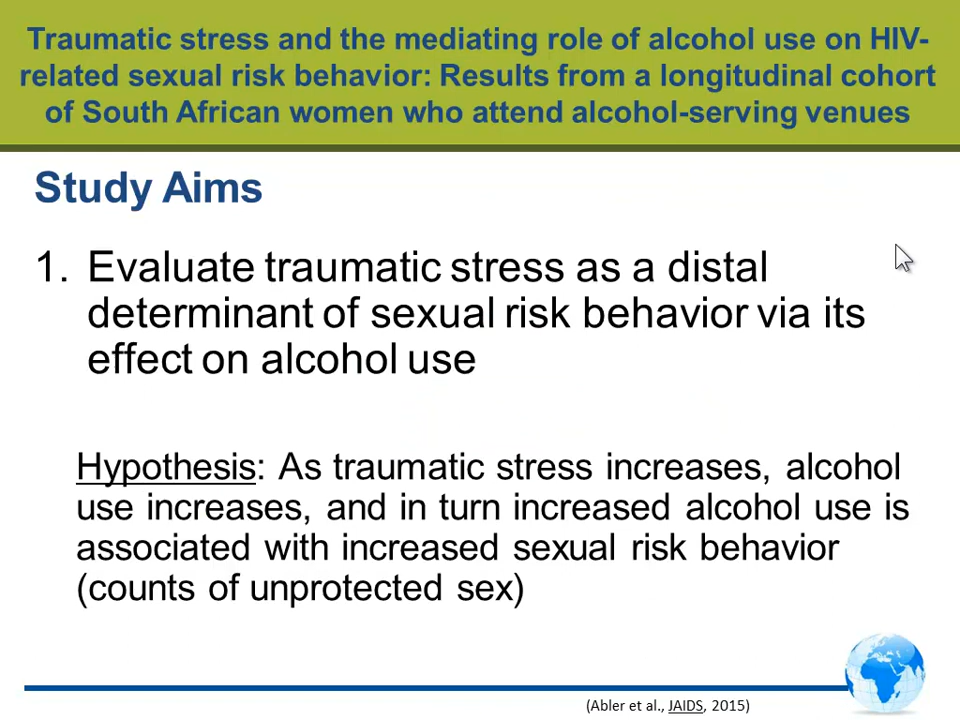 Traumatic stress and the mediating role of alcohol use on HIV-
related sexual risk behavior: Results from a longitudinal cohort
of South African women who attend alcohol-serving venues
Study Aims
1. Evaluate traumatic stress as a distal
determinant of sexual risk behavior via its
effect on alcohol use
Hypothesis: As traumatic stress increases, alcohol
use increases, and in turn increased alcohol use is
associated with increased sexual risk behavior
(counts of unprotected sex)
(Abler et al., JAIDS, 2015)